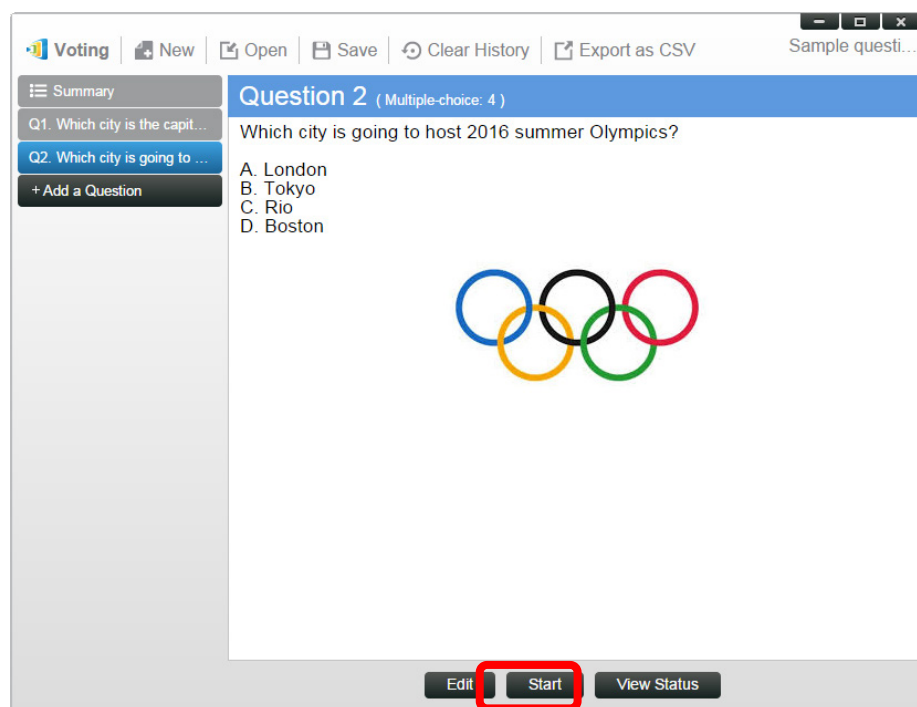 Voting New Open Save Clear History Export as CSV Sample questi...
Summary
Q1. Which city is the capit...
Q2. Which city is going to ...
+ Add a Question
Question 2 ( Multiple-choice: 4 )
Which city is going to host 2016 summer Olympics?
A. London
B. Tokyo
C. Rio
D. Boston
Edit Start View Status